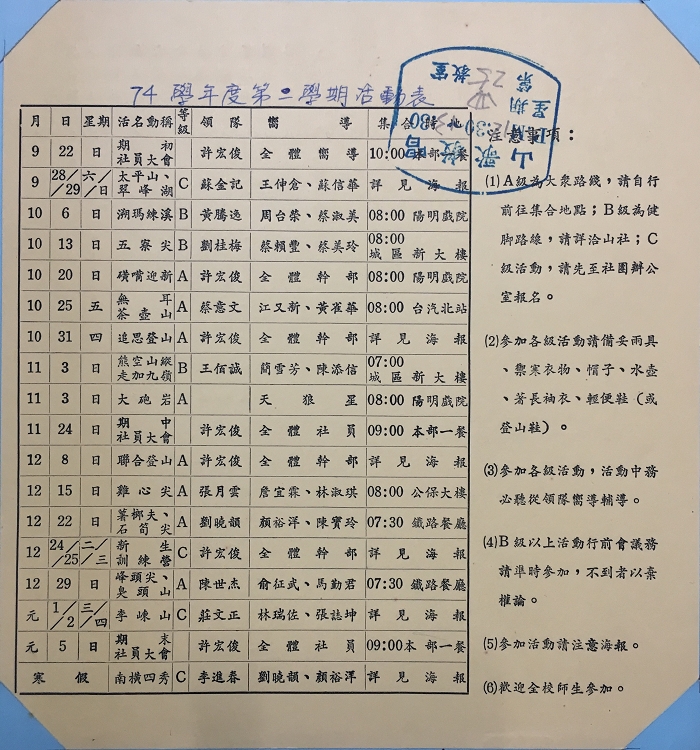 74學年度第二學期活動表
月 日 星期 活動名稱 等級 領隊 嚮導 集合時地
9 22 日 期初社員大會 許宏俊 全體嚮導 10:00本部一餐
9 28/29 六/日 太平山、翠峰湖 C 蘇金記 王仲倉、蘇信華 詳見海報
10 6 日 溯瑪練溪 B 黃騰逸 周台榮、蔡淑美 08:00 陽明戲院
10 13 日 五寮尖 B 劉桂梅 蔡賴豐、蔡美玲 08:00 城區新大樓
10 20 日 磺嘴迎新 A 許宏俊 全體幹部 08:00 陽明戲院
10 25 五 無耳茶壺山 A 蔡意文 江又新、黃雀華 08:00 台汽北站
10 31 四 追思登山 A 許宏俊 全體幹部 詳見海報
11 3 日 熊空山縱走加九嶺 B 王佰誠 簡雪芳、陳添信 07:00 城區新大樓
11 3 日 大砲岩 A 天狼星 08:00 陽明戲院
11 24 日 期中社員大會 許宏俊 全體社員 09:00 本部一餐
12 8 日 聯合登山 A 許宏俊 全體幹部 詳見海報
12 15 日 雞心尖 A 張月雲 詹宜霖、林淑琪 08:00 公保大樓
12 22 日 薯榔夫、石筍尖 A 劉曉韻 顏裕洋、陳寶玲 07:30 鐵路餐廳
12 24/25 二/三 新生訓練營 C 許宏俊 全體幹部 詳見海報
12 29 日 峰頭尖、臭頭山 A 陳世杰 俞征武、馬勤君 07:30 鐵路餐廳
元 1/2 三/四 李崠山 C 莊文正 林瑞佐、張誌坤 詳見海報
元 5 日 期末社員大會 許宏俊 全體社員 09:00本部一餐
寒假 南橫四秀 C 李進春 劉曉韻、顏裕洋 詳見海報
注意事項：
(1)A級為大眾路綫，請自行
前往集合地點；B級為健
脚路線，請詳洽山社；C
級活動，請先至社團辦公
室報名。
(2)參加各級活動請備妥雨具
、禦寒衣物、帽子、水壺
、著長袖衣、輕便鞋（或
登山鞋）。
(3)參加各級活動，活動中務
必聽從領隊嚮導輔導。
(4)B級以上活動行前會議務
請準時參加，不到者以棄
權論。
(5)參加活動請注意海報。
(6)歡迎全校師生參加。
山歌教唱
星期
第
教室